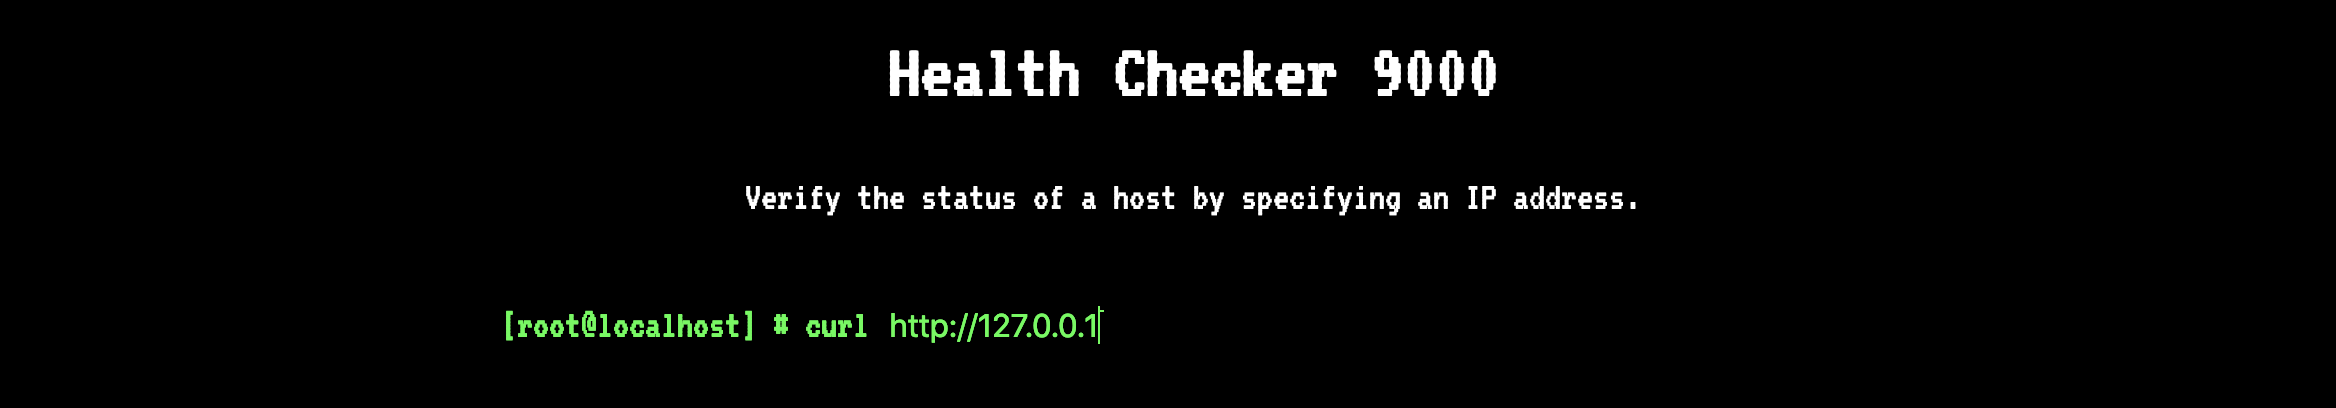 Health Checker 9000
Verify the status of a host by specifying an IP address.
[root@localhost] # curl http://127.0.0.1